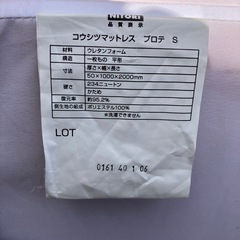 NITORI
品質表示
コウシツマットレス プロテ S
材料 ウレタンフォーム
構造 一枚もの 平形
寸法 厚さ×幅×長さ
50×1000×2000mm
硬さ 234ニュートン
かため
復元率 約95.2%
側生地の組成 ポリエステル100%
※洗濯できません
LOT
0161 40 1 06